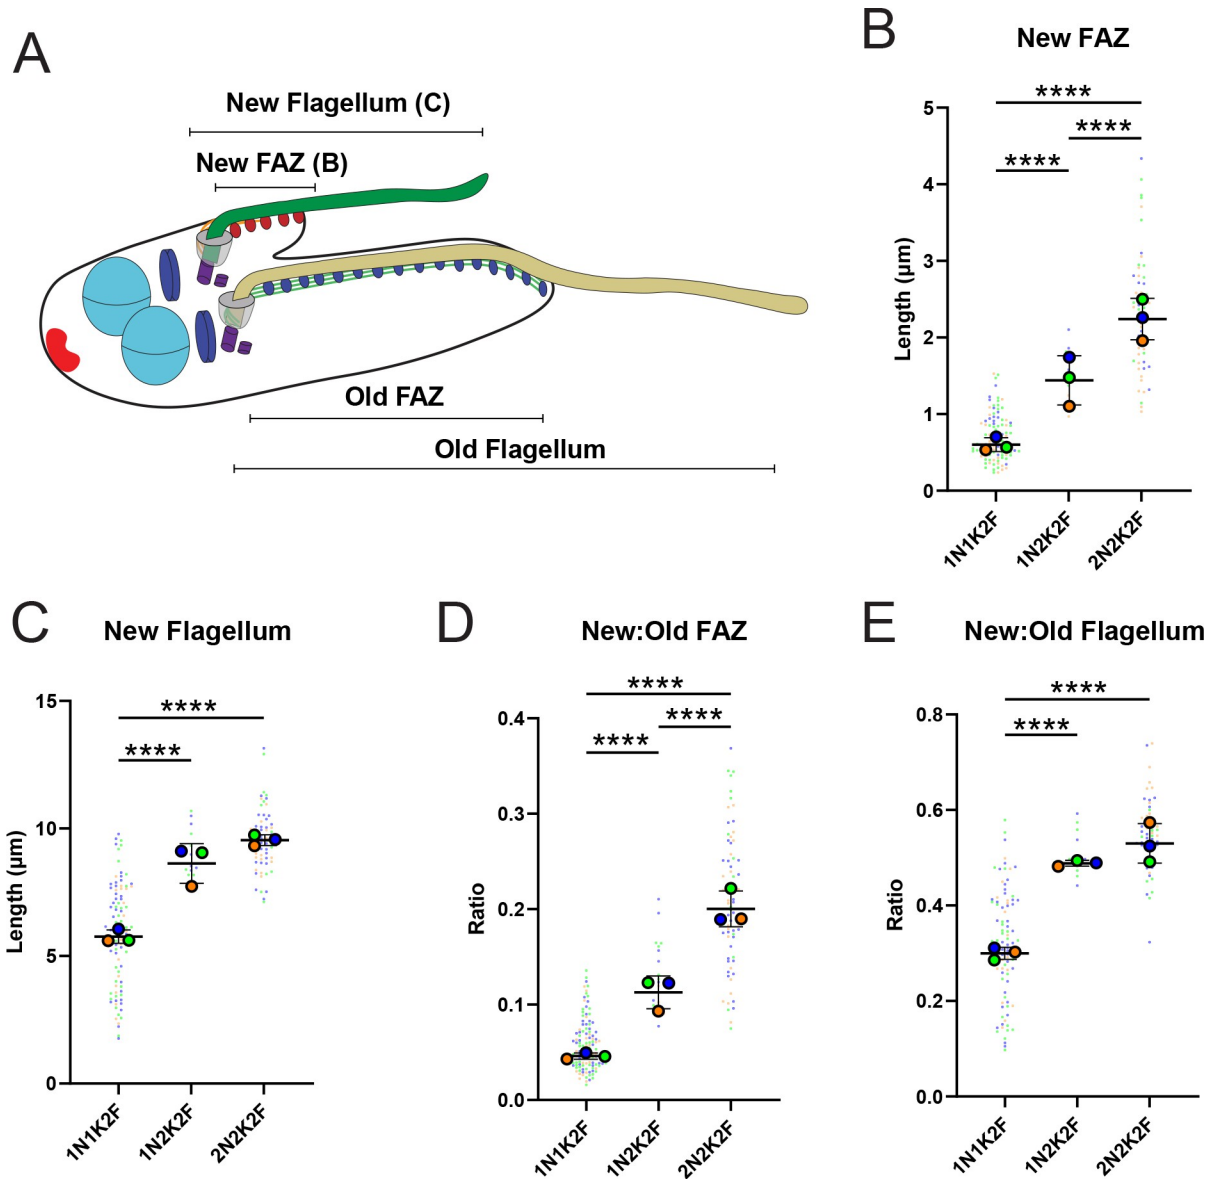 A
New Flagellum (C)
New FAZ (B)
Old FAZ
Old Flagellum
B
New FAZ
****
****
****
Length (µm)
5
4
3
2
1
0
1N1K2F
1N2K2F
2N2K2F
C
New Flagellum
****
****
Length (µm)
15
10
5
0
1N1K2F
1N2K2F
2N2K2F
D
New:Old FAZ
****
****
****
Ratio
0.4
0.3
0.2
0.1
0.0
1N1K2F
1N2K2F
2N2K2F
E
New:Old Flagellum
****
****
Ratio
0.8
0.6
0.4
0.2
0.0
1N1K2F
1N2K2F
2N2K2F